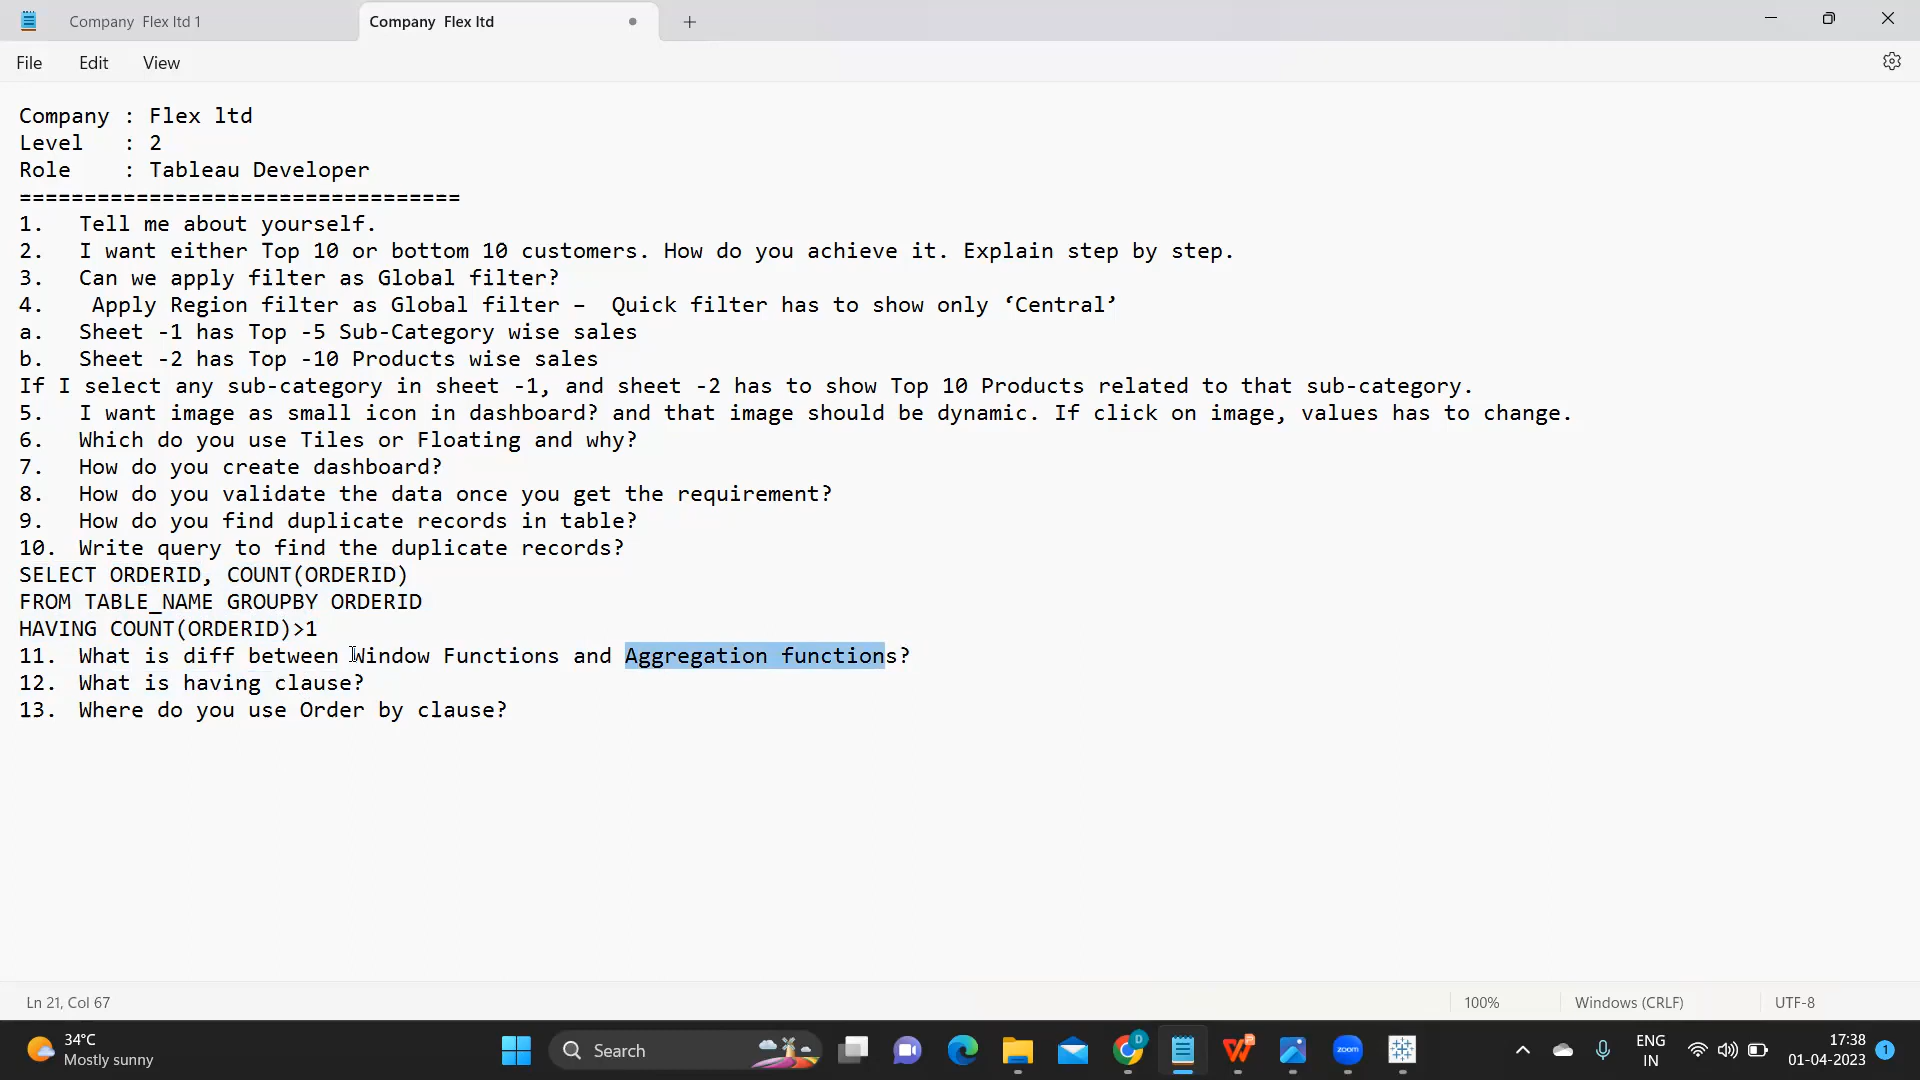 Company Flex ltd 1
Company Flex ltd
File Edit View
Company : Flex ltd
Level : 2
Role : Tableau Developer
==================================
1. Tell me about yourself.
2. I want either Top 10 or bottom 10 customers. How do you achieve it. Explain step by step.
3. Can we apply filter as Global filter?
4. Apply Region filter as Global filter – Quick filter has to show only ‘Central’
a. Sheet -1 has Top -5 Sub-Category wise sales
b. Sheet -2 has Top -10 Products wise sales
If I select any sub-category in sheet -1, and sheet -2 has to show Top 10 Products related to that sub-category.
5. I want image as small icon in dashboard? and that image should be dynamic. If click on image, values has to change.
6. Which do you use Tiles or Floating and why?
7. How do you create dashboard?
8. How do you validate the data once you get the requirement?
9. How do you find duplicate records in table?
10. Write query to find the duplicate records?
SELECT ORDERID, COUNT(ORDERID)
FROM TABLE_NAME GROUPBY ORDERID
HAVING COUNT(ORDERID)>1
11. What is diff between Window Functions and Aggregation functions?
12. What is having clause?
13. Where do you use Order by clause?
Ln 21, Col 67 100% Windows (CRLF) UTF-8
34°C
Mostly sunny
Search
D
zoom
ENG
IN
17:38
01-04-2023
1